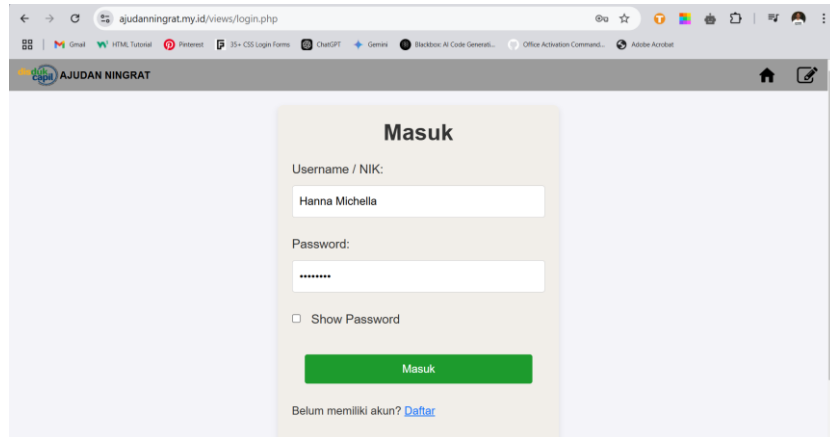 ajudanningrat.my.id/views/login.php
Gmail HTML Tutorial Pinterest 35+ CSS Login Forms ChatGPT Gemini Blackbox: AI Code Generati... Office Activation Command... Adobe Acrobat
dukcapil AJUDAN NINGRAT
Masuk
Username / NIK:
Hanna Michella
Password:
••••••••
Show Password
Masuk
Belum memiliki akun? Daftar